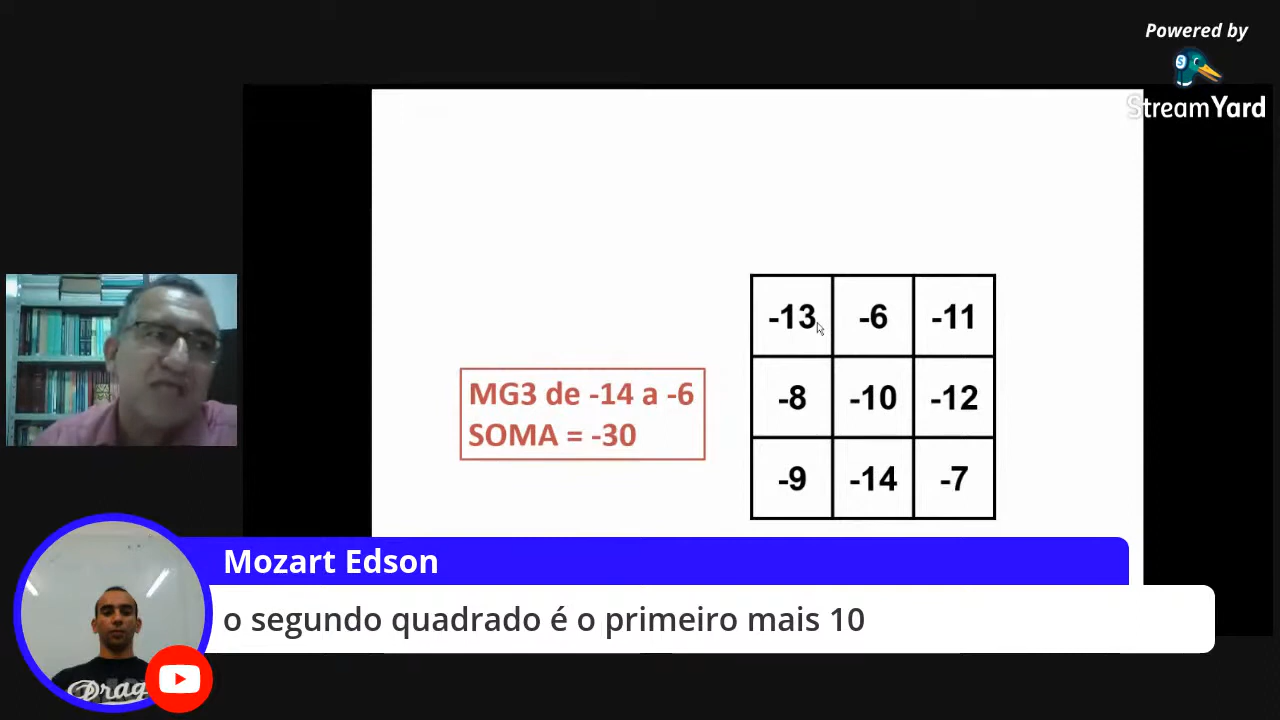 Powered by
StreamYard
-13 -6 -11
MG3 de -14 a -6
SOMA = -30
-8 -10 -12
-9 -14 -7
Mozart Edson
o segundo quadrado é o primeiro mais 10
Drag